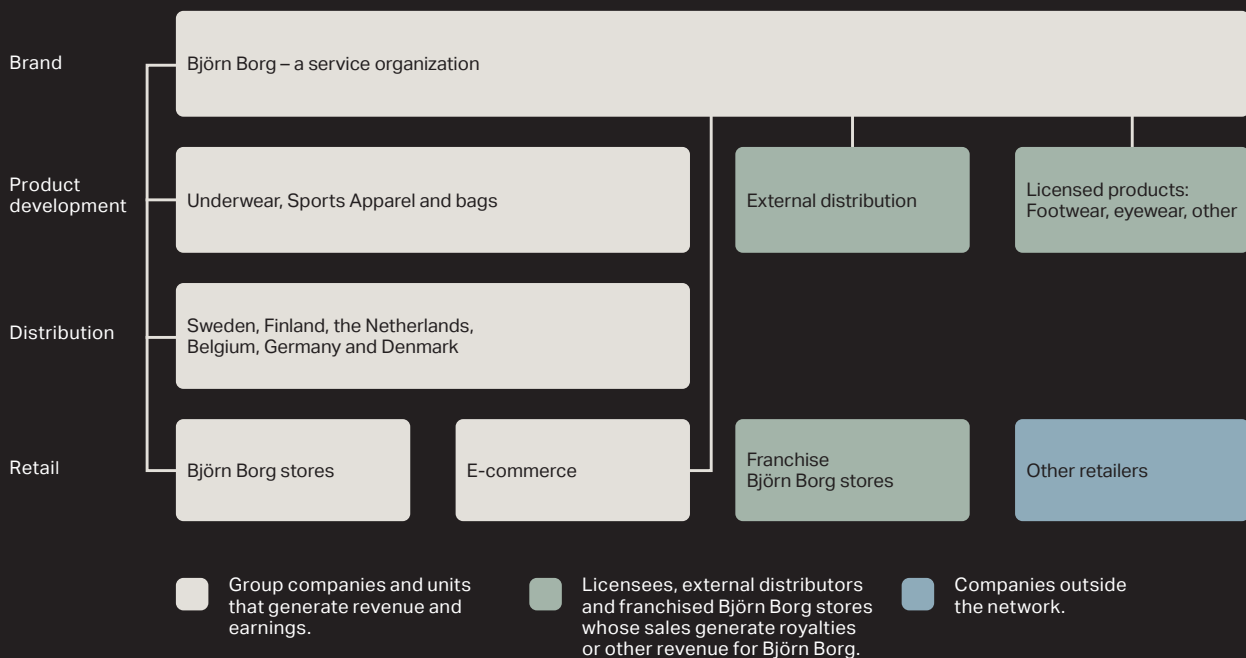 Brand
Björn Borg – a service organization
Product
development
Underwear, Sports Apparel and bags
External distribution
Licensed products:
Footwear, eyewear, other
Distribution
Sweden, Finland, the Netherlands,
Belgium, Germany and Denmark
Retail
Björn Borg stores
E-commerce
Franchise
Björn Borg stores
Other retailers
Group companies and units
that generate revenue and
earnings.
Licensees, external distributors
and franchised Björn Borg stores
whose sales generate royalties
or other revenue for Björn Borg.
Companies outside
the network.